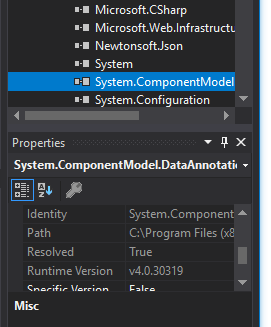 Microsoft.CSharp
Microsoft.Web.Infrastructu
Newtonsoft.Json
System
System.ComponentModel
System.Configuration
Properties
System.ComponentModel.DataAnnotatio
Identity System.Component
Path C:\Program Files (x8
Resolved True
Runtime Version v4.0.30319
Specific Version False
Misc